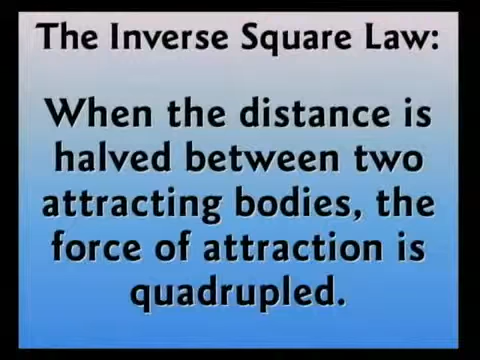 The Inverse Square Law:
When the distance is
halved between two
attracting bodies, the
force of attraction is
quadrupled.